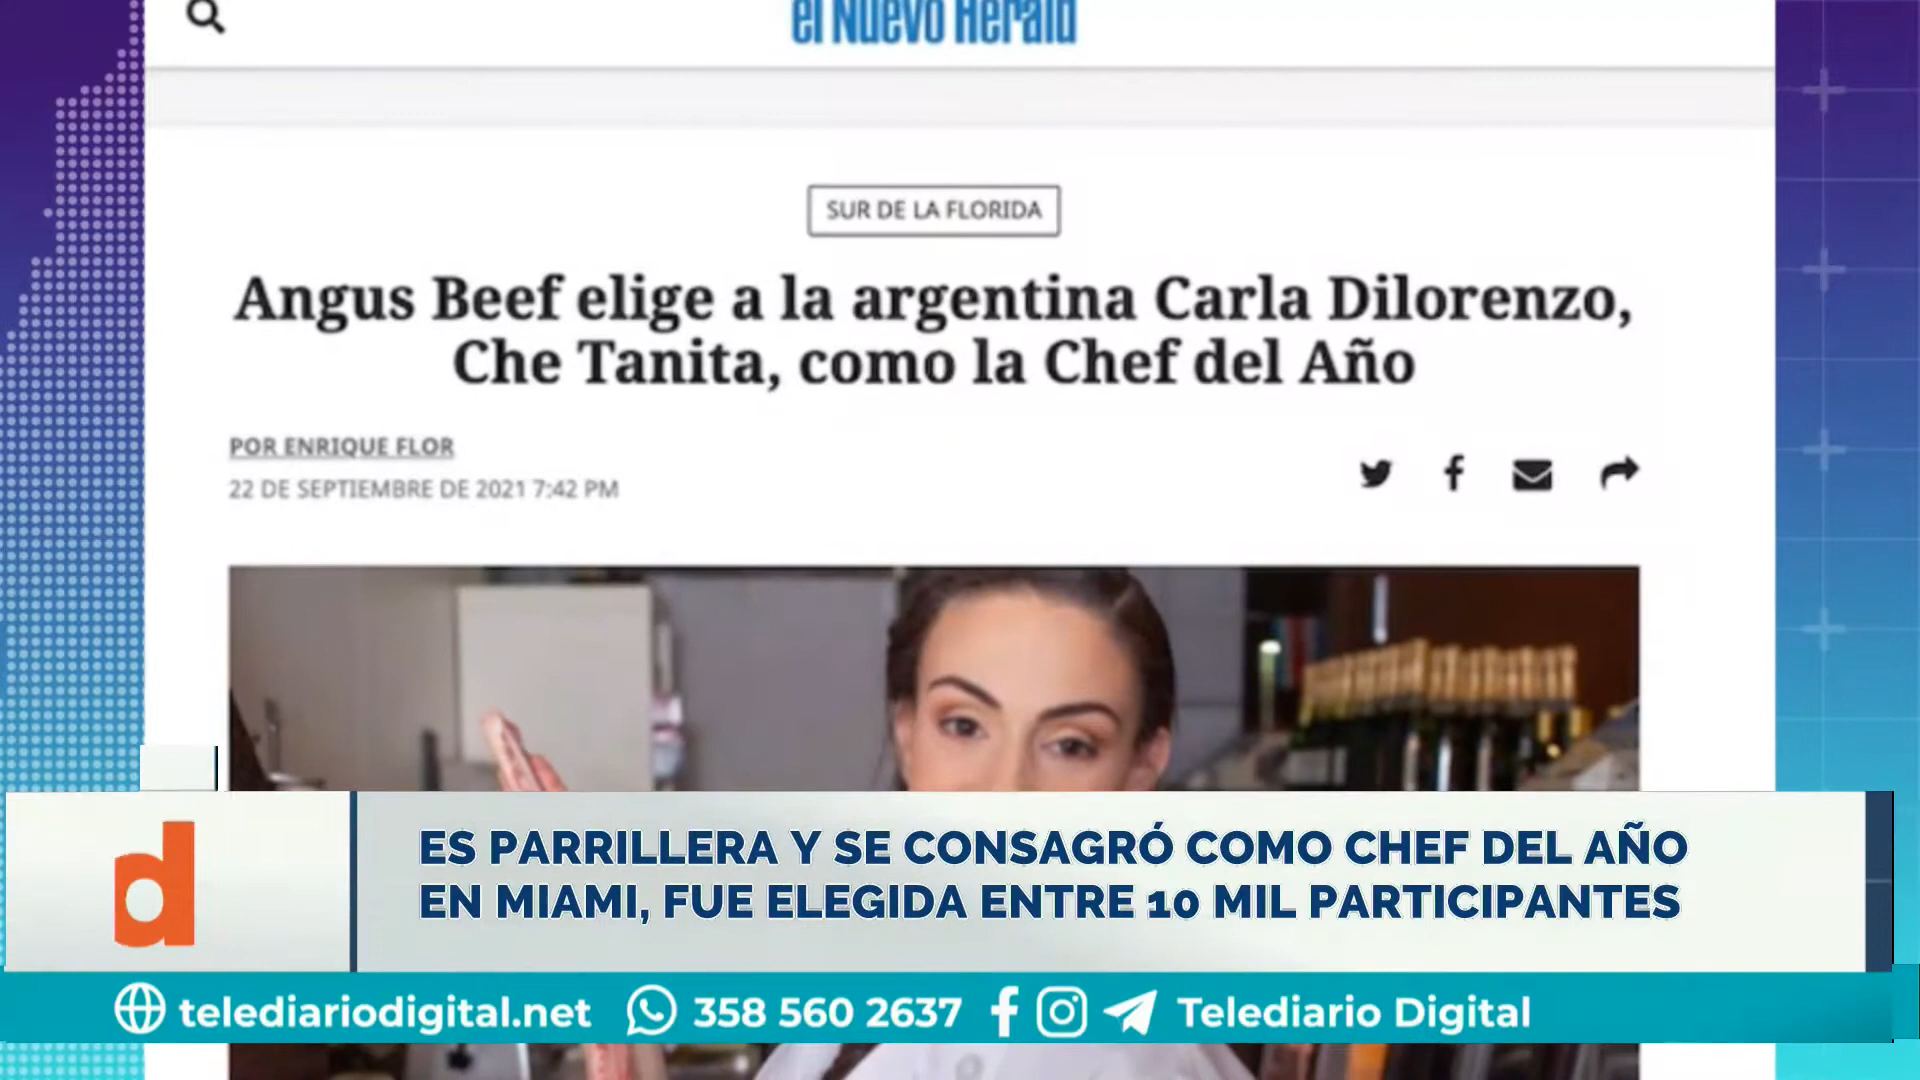 el Nuevo Herald
SUR DE LA FLORIDA
Angus Beef elige a la argentina Carla Dilorenzo,
Che Tanita, como la Chef del Año
POR ENRIQUE FLOR
22 DE SEPTIEMBRE DE 2021 7:42 PM
d
ES PARRILLERA Y SE CONSAGRÓ COMO CHEF DEL AÑO
EN MIAMI, FUE ELEGIDA ENTRE 10 MIL PARTICIPANTES
telediariodigital.net 358 560 2637 Telediario Digital